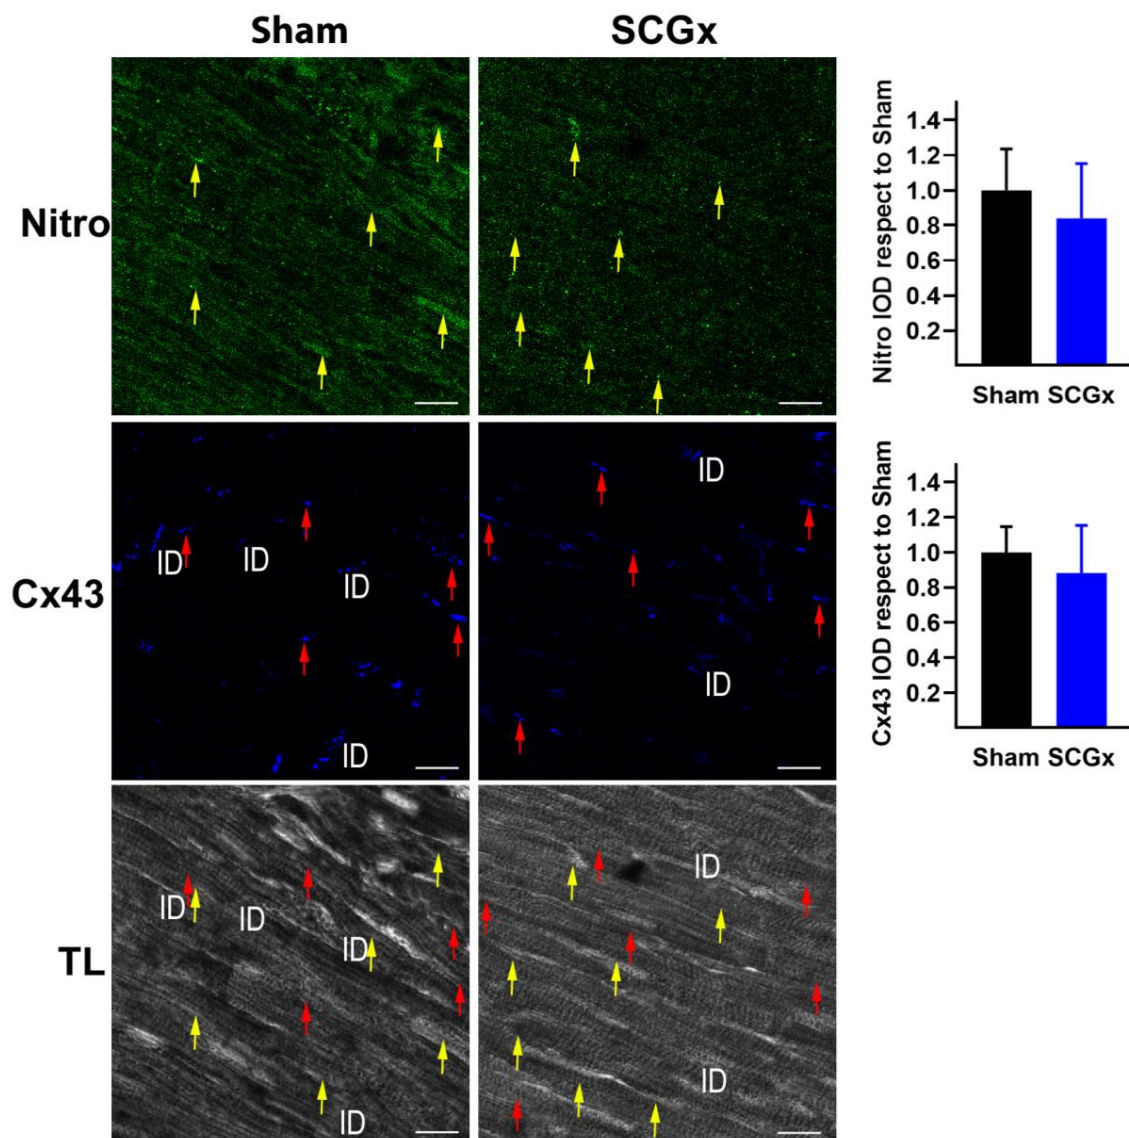 Sham SCGx
Nitro
Nitro IOD respect to Sham
1.4
1.2
1.0
0.8
0.6
0.4
0.2
Sham SCGx
Cx43
ID ID ID
ID
ID
ID
Cx43 IOD respect to Sham
1.4
1.2
1.0
0.8
0.6
0.4
0.2
Sham SCGx
TL
ID ID ID
ID
ID
ID